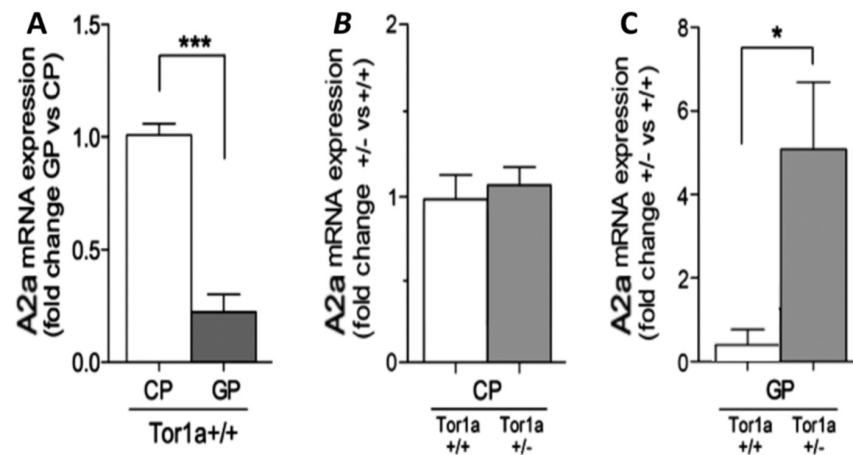 A
A2a mRNA expression
(fold change GP vs CP)
1.5
1.0
0.5
0.0
***
CP GP
Tor1a+/+
B
A2a mRNA expression
(fold change +/- vs +/+)
2
1
0
CP
Tor1a Tor1a
+/+ +/-
C
A2a mRNA expression
(fold change +/- vs +/+)
8
6
4
2
0
*
GP
Tor1a Tor1a
+/+ +/-